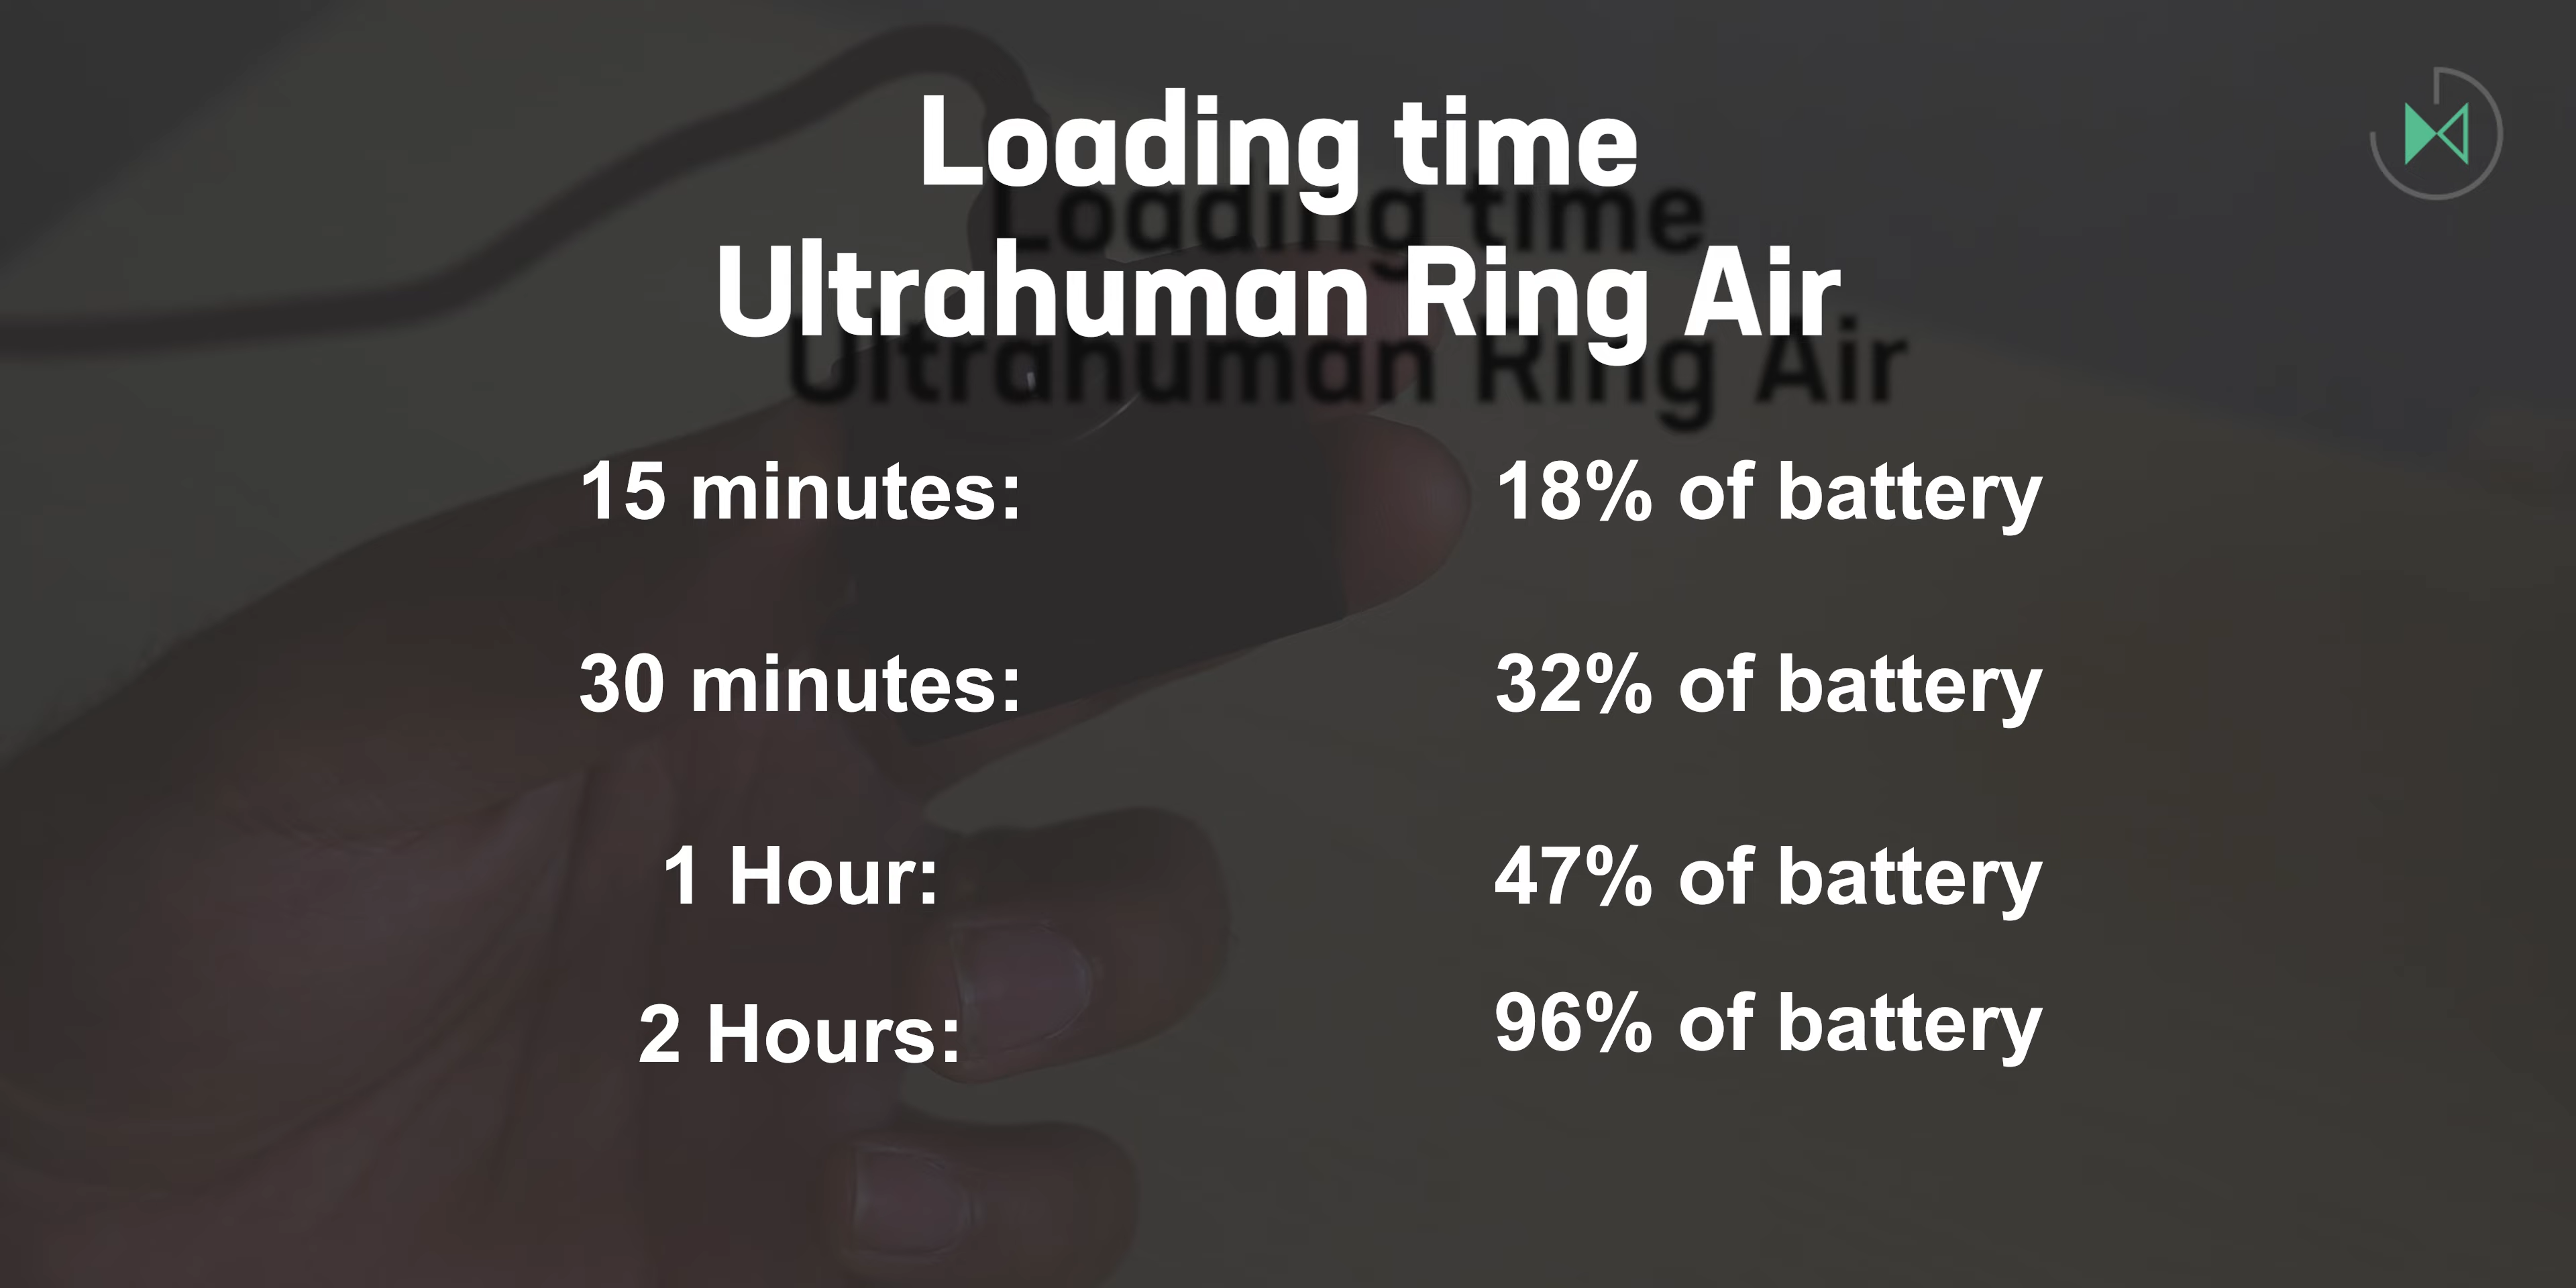 Loading time
Ultrahuman Ring Air
15 minutes: 18% of battery
30 minutes: 32% of battery
1 Hour: 47% of battery
2 Hours: 96% of battery